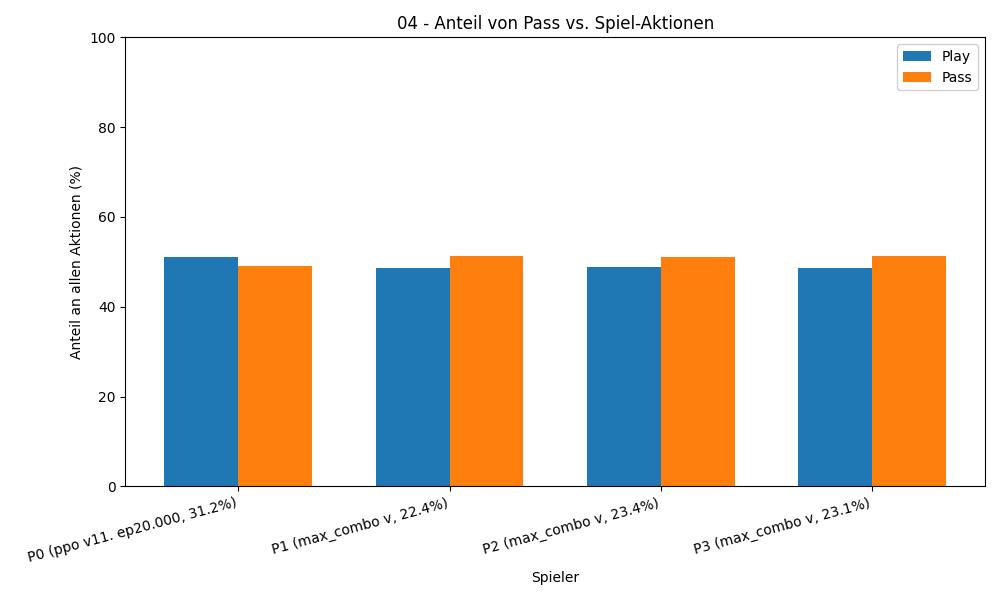 04 - Anteil von Pass vs. Spiel-Aktionen
Play
Pass
Anteil an allen Aktionen (%)
100
80
60
40
20
0
P0 (ppo v11. ep20.000, 31.2%)
P1 (max_combo v, 22.4%)
P2 (max_combo v, 23.4%)
P3 (max_combo v, 23.1%)
Spieler